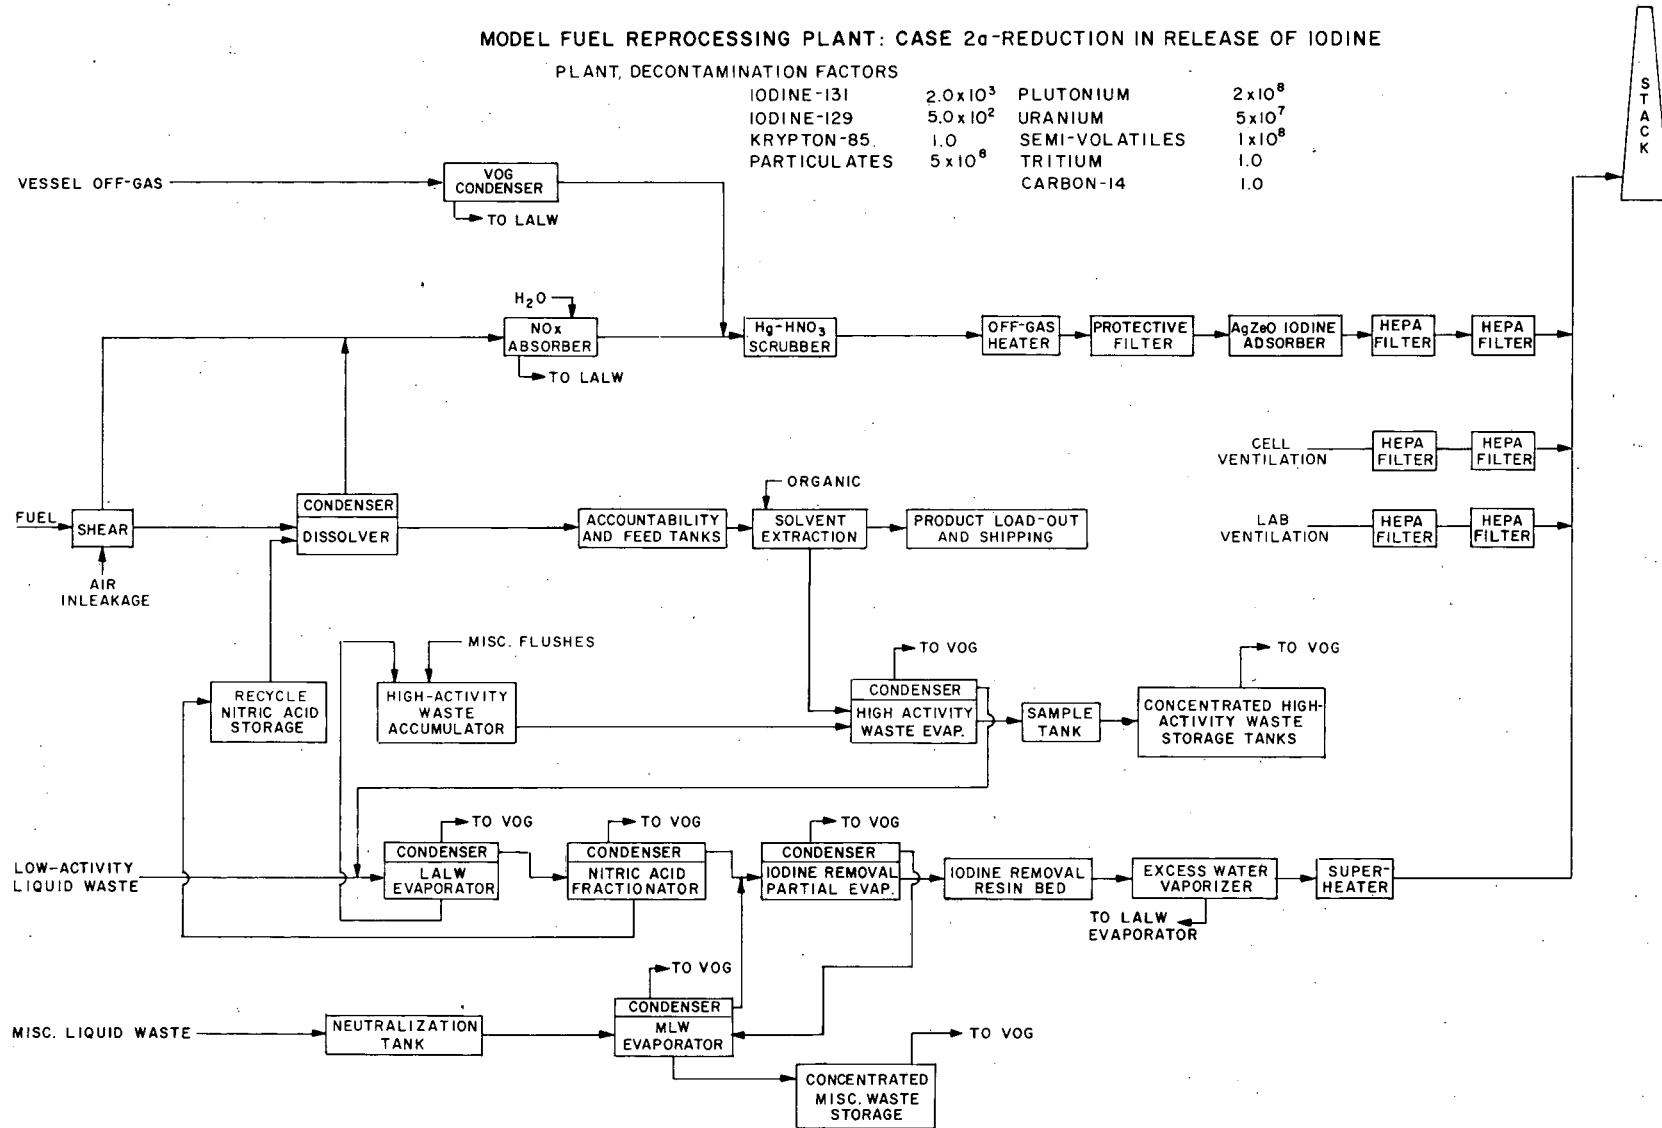 MODEL FUEL REPROCESSING PLANT: CASE 2a-REDUCTION IN RELEASE OF IODINE
PLANT, DECONTAMINATION FACTORS
IODINE-131 2.0x10³ PLUTONIUM 2x10⁸
IODINE-129 5.0x10² URANIUM 5x10⁷
KRYPTON-85. 1.0 SEMI-VOLATILES 1x10⁸
PARTICULATES 5x10⁸ TRITIUM 1.0
CARBON-14 1.0
STACK
VESSEL OFF-GAS
VOG
CONDENSER
TO LALW
H₂O
NOx
ABSORBER
TO LALW
Hg-HNO₃
SCRUBBER
OFF-GAS
HEATER
PROTECTIVE
FILTER
AgZeO IODINE
ADSORBER
HEPA
FILTER
HEPA
FILTER
CELL
VENTILATION
HEPA
FILTER
HEPA
FILTER
FUEL
SHEAR
AIR
INLEAKAGE
CONDENSER
DISSOLVER
ACCOUNTABILITY
AND FEED TANKS
ORGANIC
SOLVENT
EXTRACTION
PRODUCT LOAD-OUT
AND SHIPPING
LAB
VENTILATION
HEPA
FILTER
HEPA
FILTER
RECYCLE
NITRIC ACID
STORAGE
MISC. FLUSHES
HIGH-ACTIVITY
WASTE
ACCUMULATOR
TO VOG
CONDENSER
HIGH ACTIVITY
WASTE EVAP.
SAMPLE
TANK
TO VOG
CONCENTRATED HIGH-
ACTIVITY WASTE
STORAGE TANKS
LOW-ACTIVITY
LIQUID WASTE
TO VOG
CONDENSER
LALW
EVAPORATOR
TO VOG
CONDENSER
NITRIC ACID
FRACTIONATOR
TO VOG
CONDENSER
IODINE REMOVAL
PARTIAL EVAP.
IODINE REMOVAL
RESIN BED
EXCESS WATER
VAPORIZER
TO LALW
EVAPORATOR
SUPER-
HEATER
MISC. LIQUID WASTE
NEUTRALIZATION
TANK
TO VOG
CONDENSER
MLW
EVAPORATOR
TO VOG
CONCENTRATED
MISC. WASTE
STORAGE